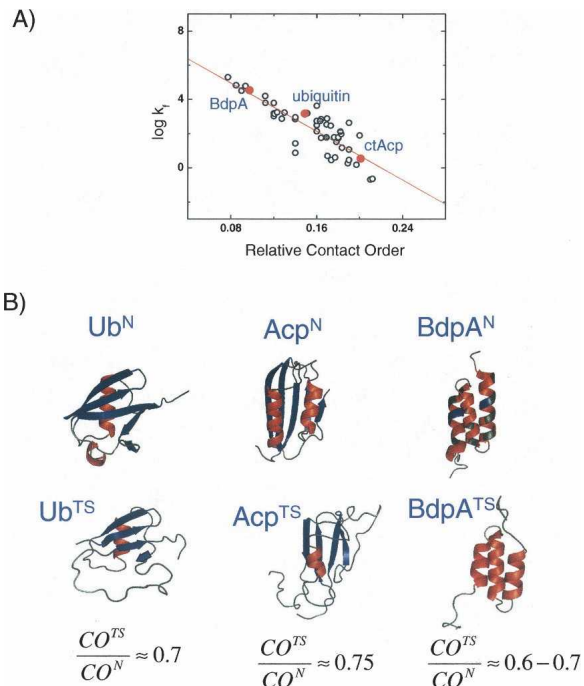 A)
8
4
0
log k_f
BdpA
ubiquitin
ctAcp
0.08 0.16 0.24
Relative Contact Order
B)
Ub^N Acp^N BdpA^N
Ub^TS Acp^TS BdpA^TS
CO^TS/CO^N ≈ 0.7 CO^TS/CO^N ≈ 0.75 CO^TS/CO^N ≈ 0.6 – 0.7